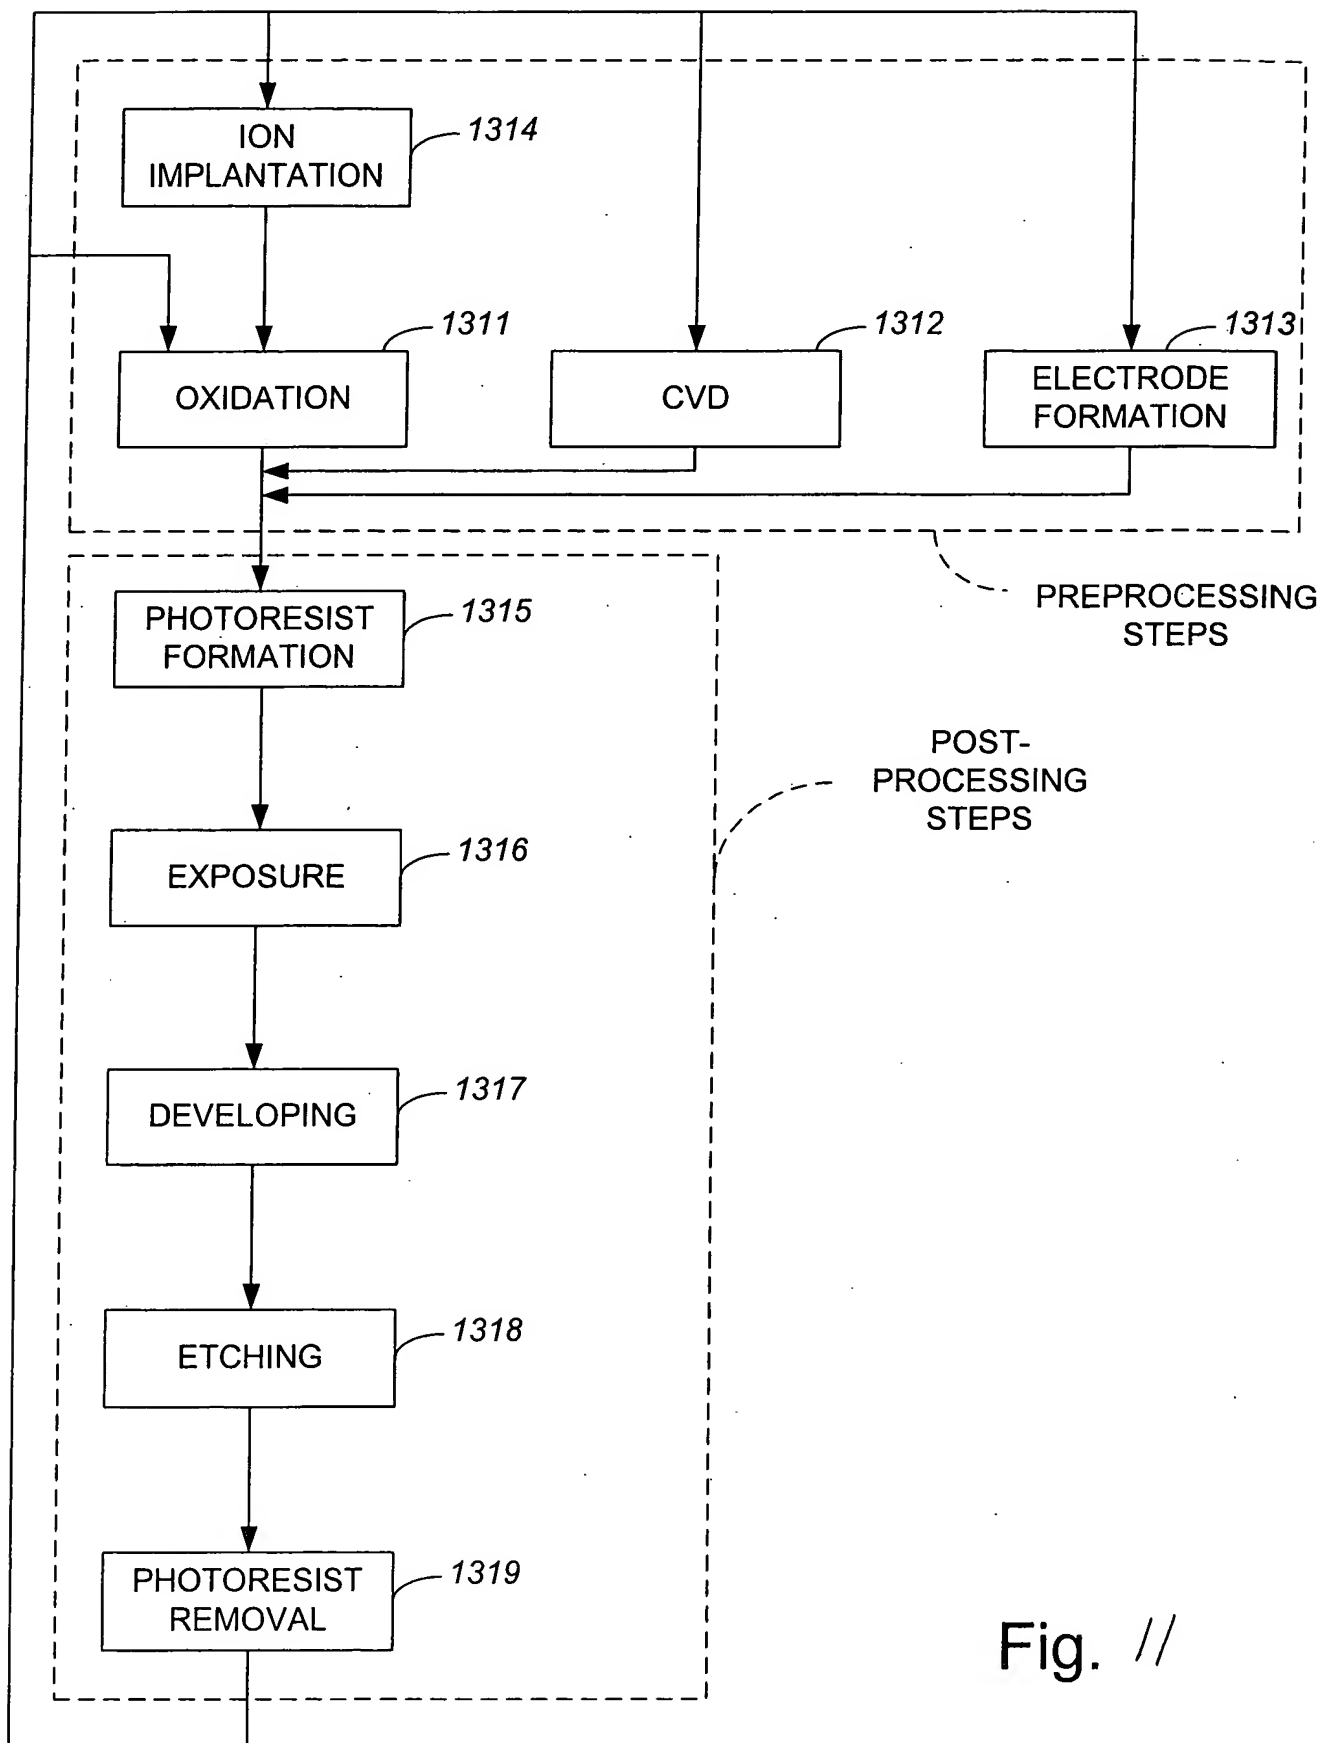 ION
IMPLANTATION
1314
1311
1312
1313
OXIDATION
CVD
ELECTRODE
FORMATION
PREPROCESSING
STEPS
PHOTORESIST
FORMATION
1315
POST-
PROCESSING
STEPS
EXPOSURE
1316
DEVELOPING
1317
ETCHING
1318
PHOTORESIST
REMOVAL
1319
Fig. 11